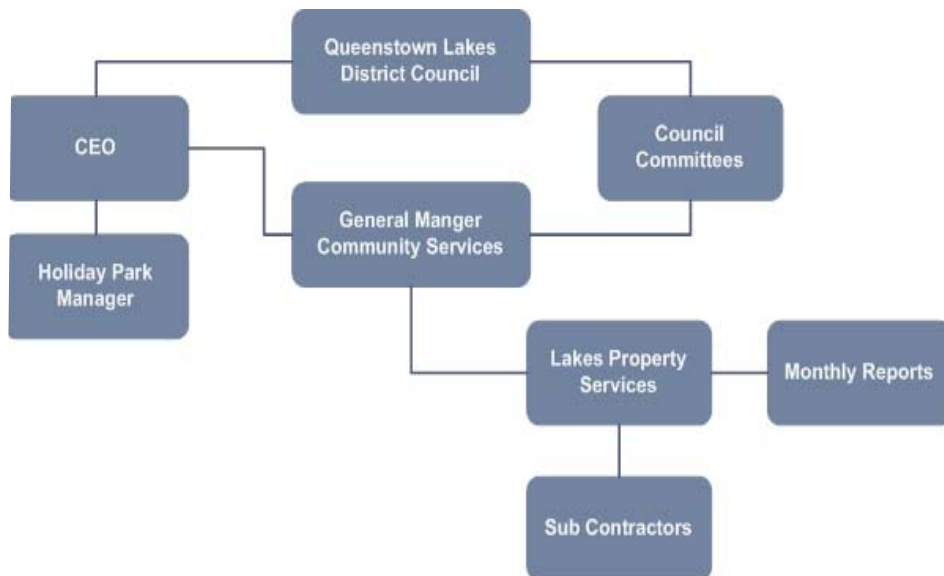 Queenstown Lakes
District Council
CEO
Council
Committees
General Manger
Community Services
Holiday Park
Manager
Lakes Property
Services
Monthly Reports
Sub Contractors